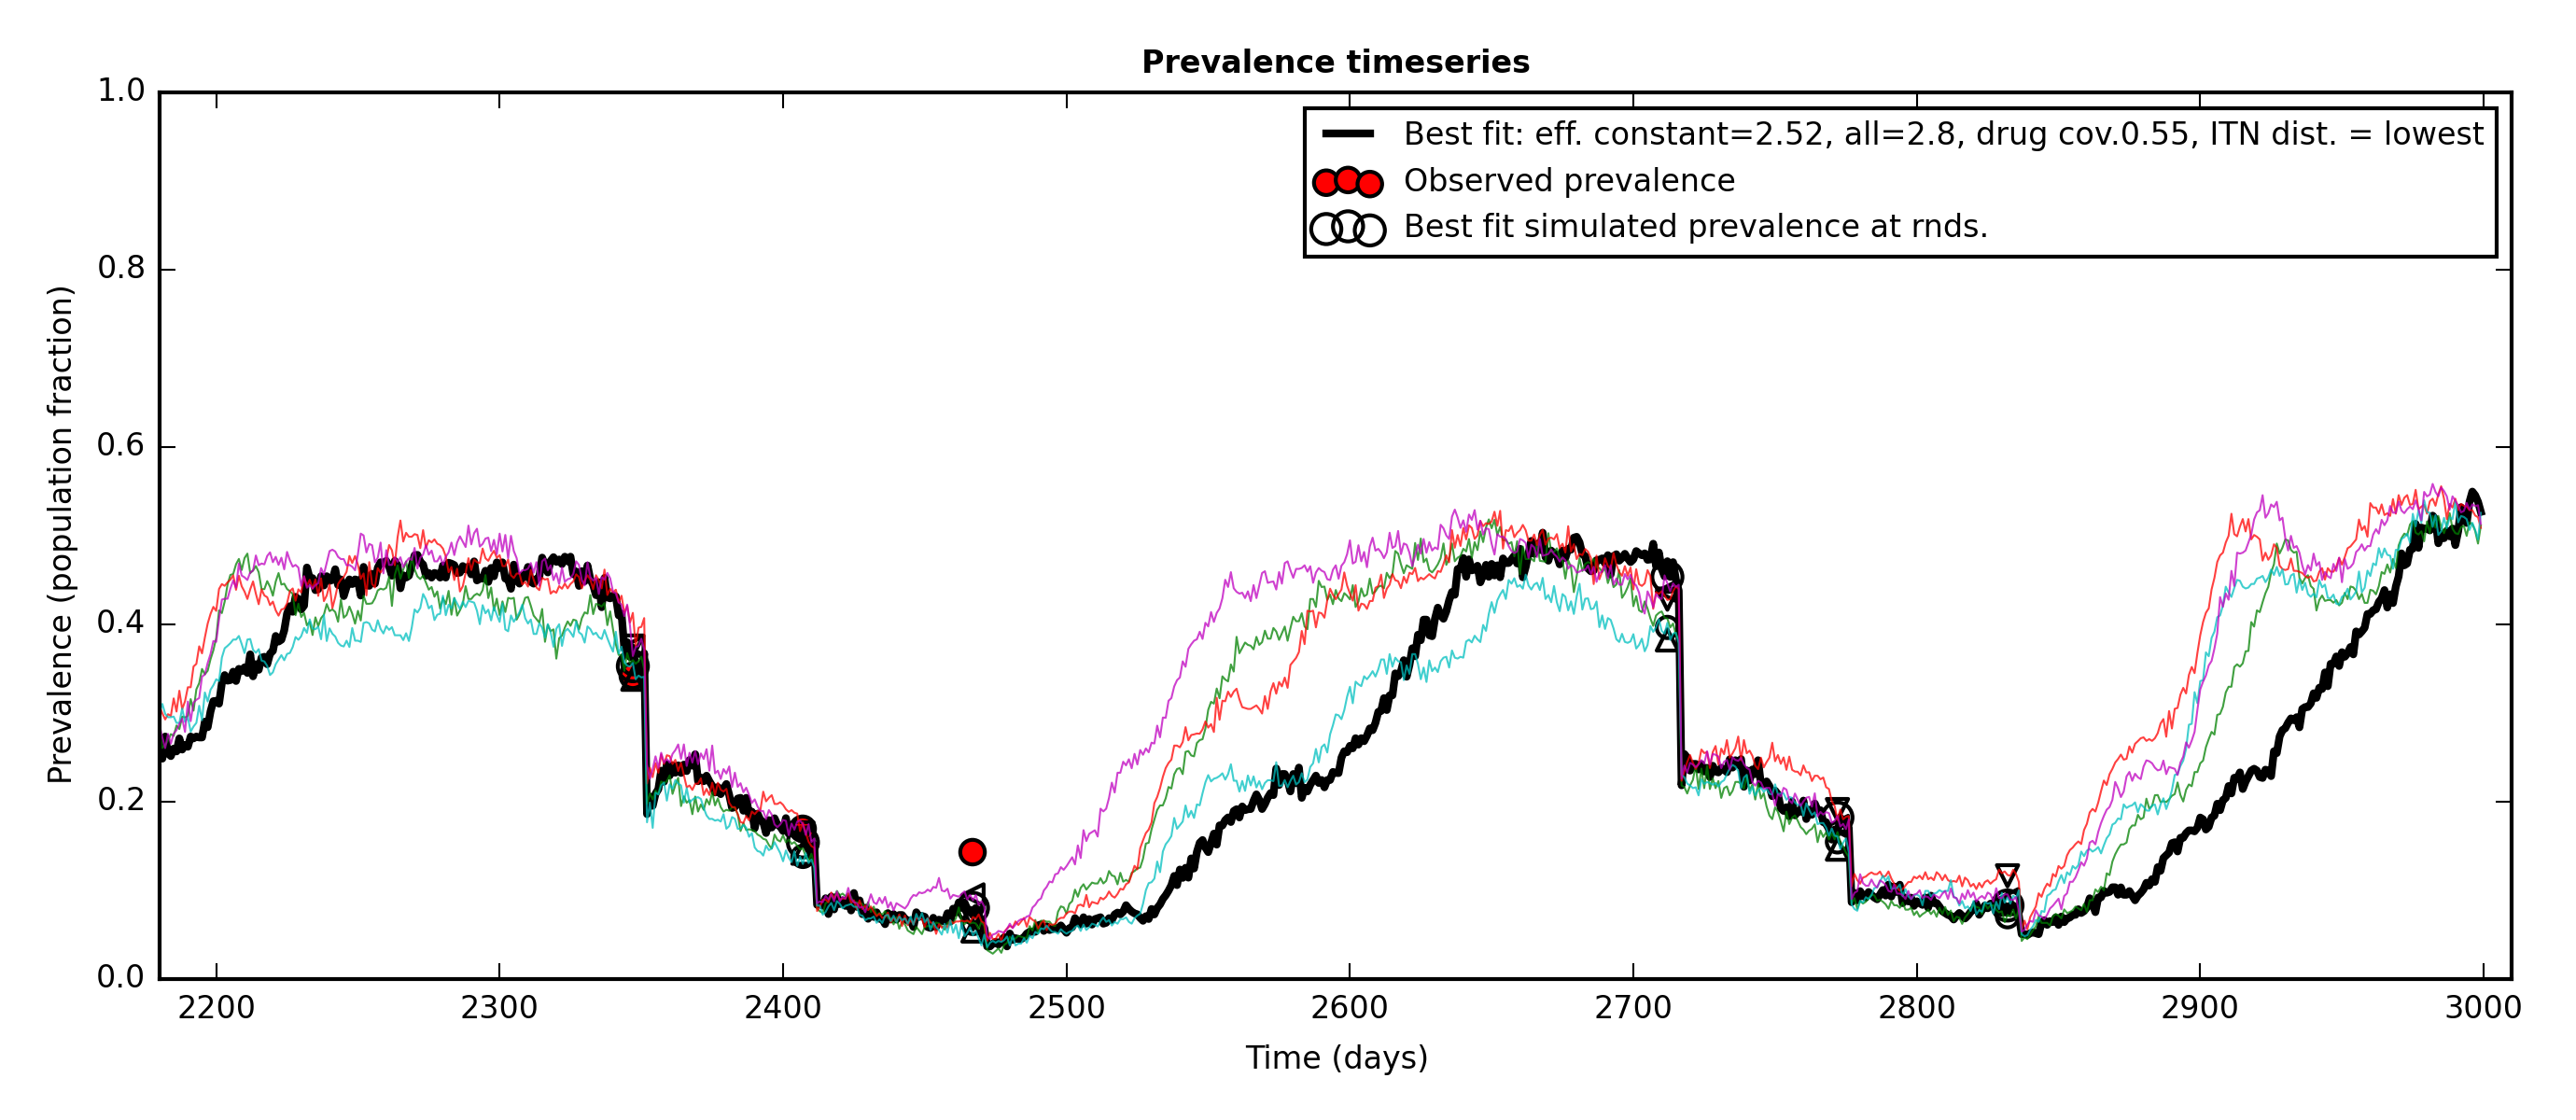 Prevalence timeseries
1.0
0.8
0.6
0.4
0.2
0.0
Prevalence (population fraction)
Best fit: eff. constant=2.52, all=2.8, drug cov.0.55, ITN dist. = lowest
Observed prevalence
Best fit simulated prevalence at rnds.
2200 2300 2400 2500 2600 2700 2800 2900 3000
Time (days)